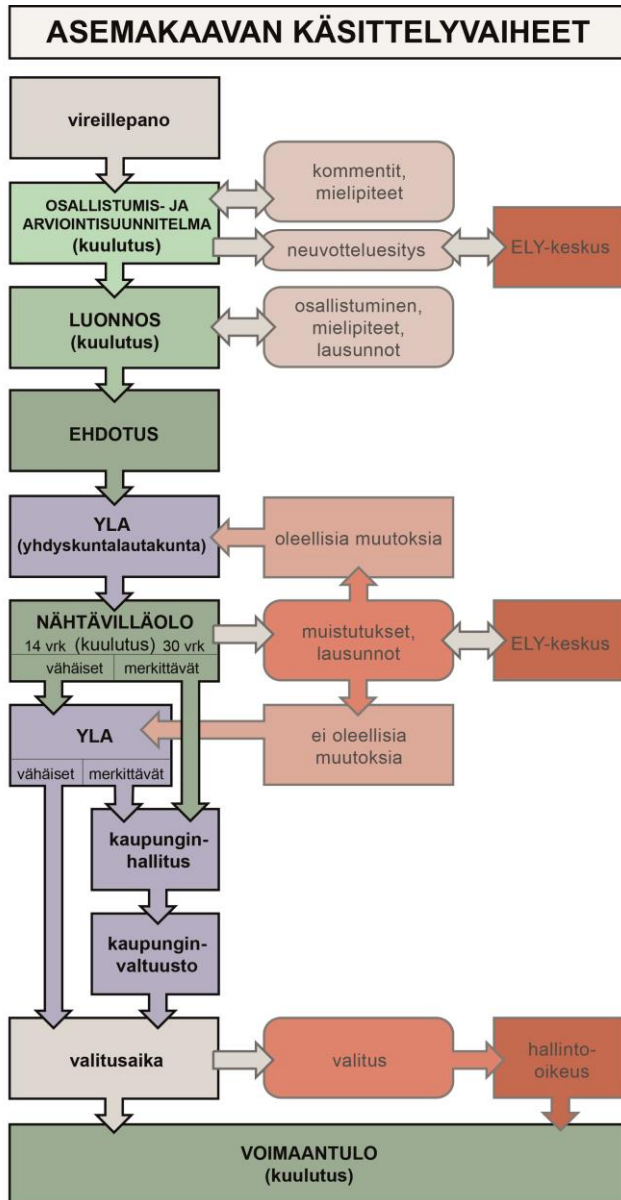 ASEMAKAAVAN KÄSITTELYVAIHEET
vireillepano
OSALLISTUMIS- JA
ARVIOINTISUUNNITELMA
(kuulutus)
kommentit,
mielipiteet
neuvotteluesitys
ELY-keskus
LUONNOS
(kuulutus)
osallistuminen,
mielipiteet,
lausunnot
EHDOTUS
YLA
(yhdyskuntalautakunta)
oleellisia muutoksia
NÄHTÄVILLÄOLO
14 vrk (kuulutus) 30 vrk
vähäiset merkittävät
muistutukset,
lausunnot
ELY-keskus
YLA
vähäiset merkittävät
ei oleellisia
muutoksia
kaupungin-
hallitus
kaupungin-
valtuusto
valitusaika
valitus
hallinto-
oikeus
VOIMAANTULO
(kuulutus)